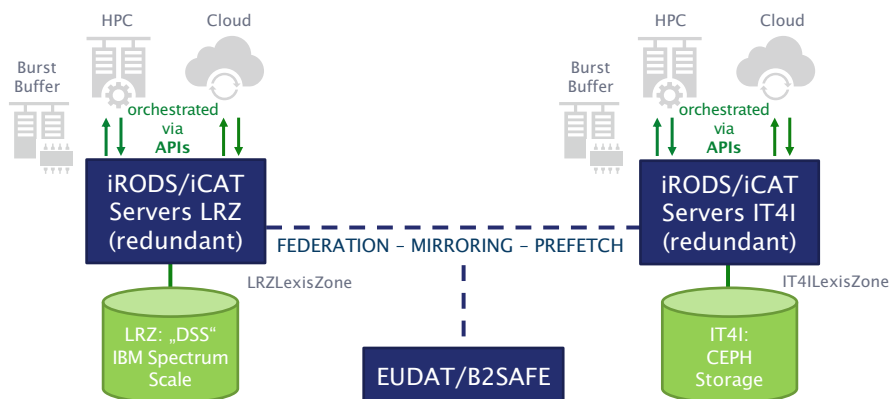 HPC
Cloud
Burst
Buffer
orchestrated
via
APIs
iRODS/iCAT
Servers LRZ
(redundant)
LRZLexisZone
LRZ: „DSS“
IBM Spectrum
Scale
FEDERATION – MIRRORING – PREFETCH
EUDAT/B2SAFE
HPC
Cloud
Burst
Buffer
orchestrated
via
APIs
iRODS/iCAT
Servers IT4I
(redundant)
IT4ILexisZone
IT4I:
CEPH
Storage